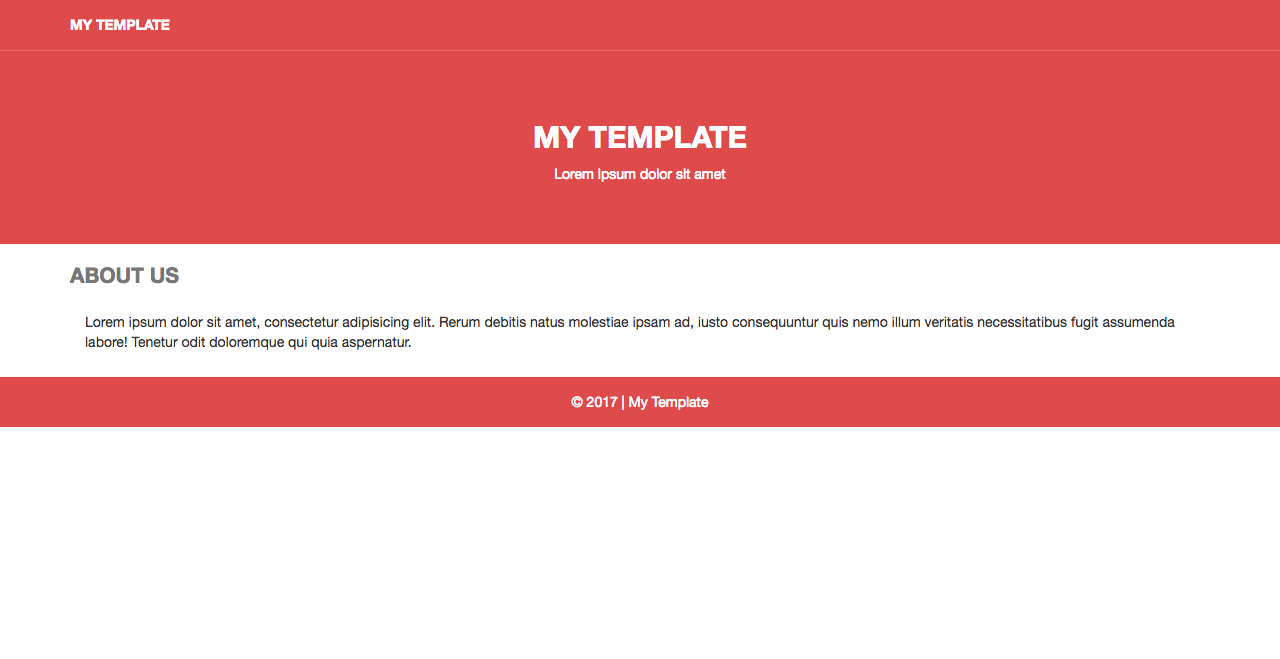 MY TEMPLATE
MY TEMPLATE
Lorem ipsum dolor sit amet
ABOUT US
Lorem ipsum dolor sit amet, consectetur adipisicing elit. Rerum debitis natus molestiae ipsam ad, iusto consequuntur quis nemo illum veritatis necessitatibus fugit assumenda
labore! Tenetur odit doloremque qui quia aspernatur.
© 2017 | My Template